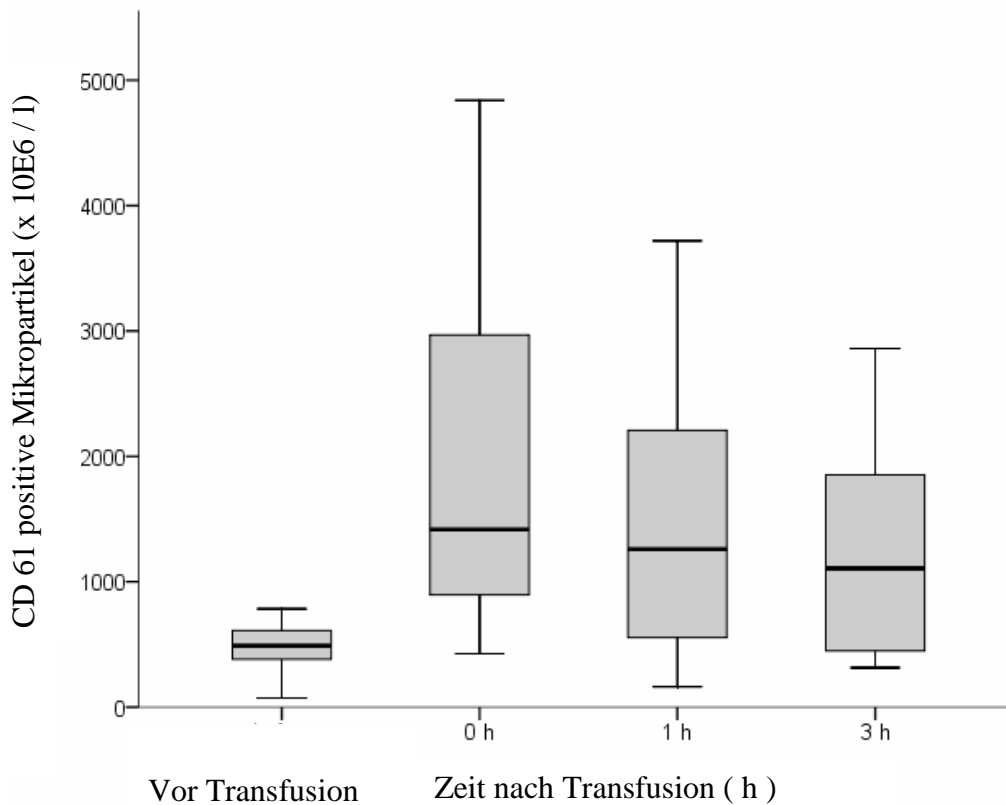 CD 61 positive Mikropartikel (x 10E6 / l)
5000
4000
3000
2000
1000
0
0 h 1 h 3 h
Vor Transfusion Zeit nach Transfusion ( h )